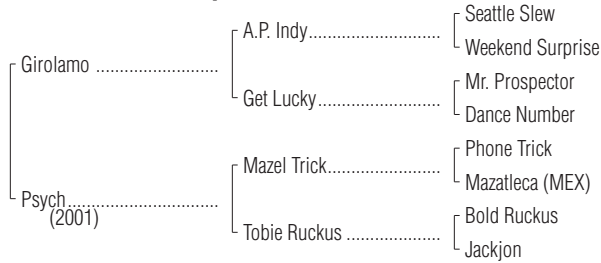 Seattle Slew
A.P. Indy
Weekend Surprise
Girolamo
Mr. Prospector
Get Lucky
Dance Number
Phone Trick
Mazel Trick
Mazatleca (MEX)
Psych
(2001)
Bold Ruckus
Tobie Ruckus
Jackjon